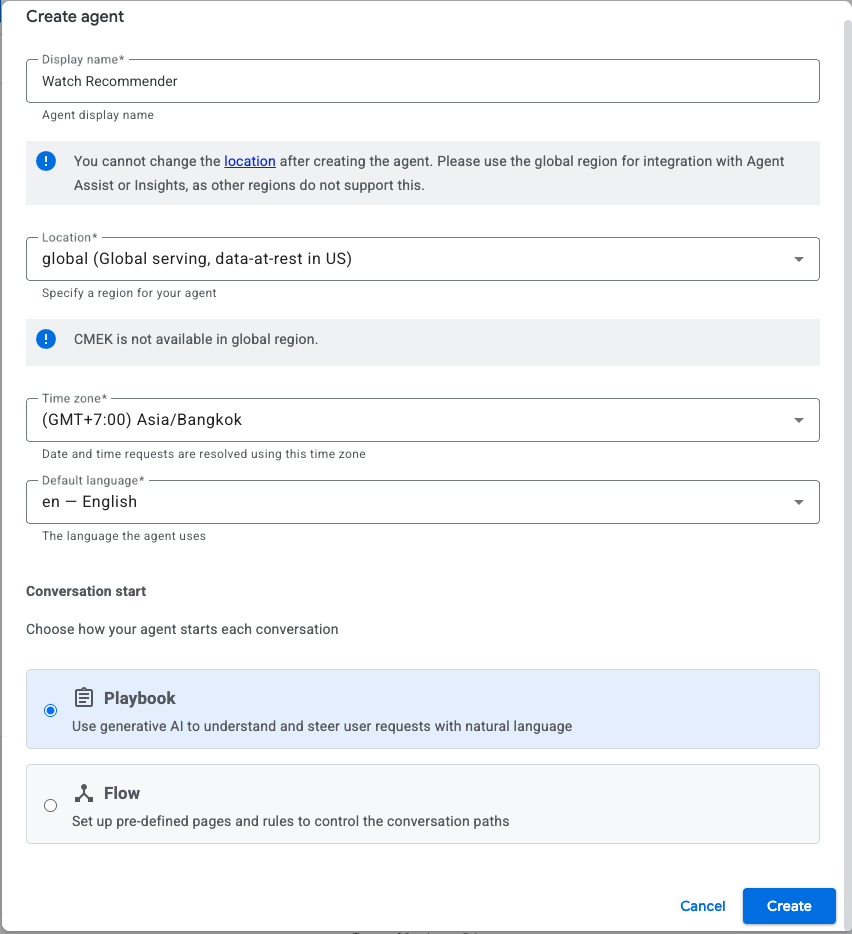 Create agent
Display name*
Watch Recommender
Agent display name
You cannot change the location after creating the agent. Please use the global region for integration with Agent
Assist or Insights, as other regions do not support this.
Location*
global (Global serving, data-at-rest in US)
Specify a region for your agent
CMEK is not available in global region.
Time zone*
(GMT+7:00) Asia/Bangkok
Date and time requests are resolved using this time zone
Default language*
en — English
The language the agent uses
Conversation start
Choose how your agent starts each conversation
Playbook
Use generative AI to understand and steer user requests with natural language
Flow
Set up pre-defined pages and rules to control the conversation paths
Cancel
Create